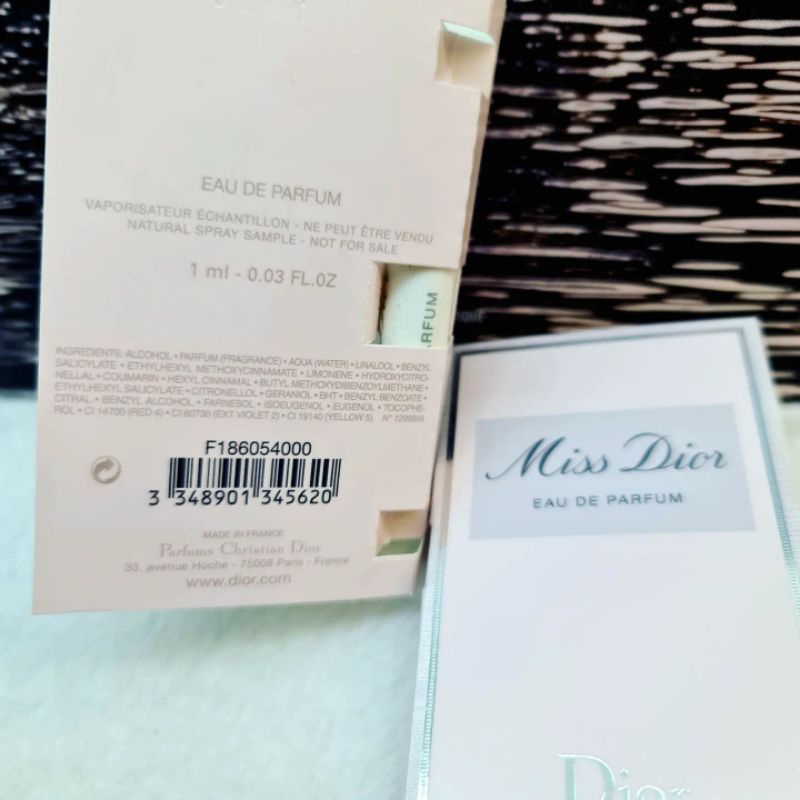 EAU DE PARFUM
VAPORISATEUR ÉCHANTILLON - NE PEUT ÊTRE VENDU
NATURAL SPRAY SAMPLE - NOT FOR SALE
1 ml - 0.03 FL.OZ
ARFUM
INGREDIENTS: ALCOHOL • PARFUM (FRAGRANCE) • AQUA (WATER) • LINALOOL • BENZYL
SALICYLATE • ETHYLHEXYL METHOXYCINNAMATE • LIMONENE • HYDROXYCITRO-
NELLAL • COUMARIN • HEXYL CINNAMAL • BUTYL METHOXYDIBENZOYLMETHANE •
ETHYLHEXYL SALICYLATE • CITRONELLOL • GERANIOL • BHT • BENZYL BENZOATE •
CITRAL • BENZYL ALCOHOL • FARNESOL • ISOEUGENOL • EUGENOL • TOCOPHE-
ROL • CI 14700 (RED 4) • CI 60730 (EXT. VIOLET 2) • CI 19140 (YELLOW 5). N° 12999/A
F186054000
3 348901 345620
MADE IN FRANCE
Parfums Christian Dior
33, avenue Hoche - 75008 Paris - France
www.dior.com
Miss Dior
EAU DE PARFUM
Dior